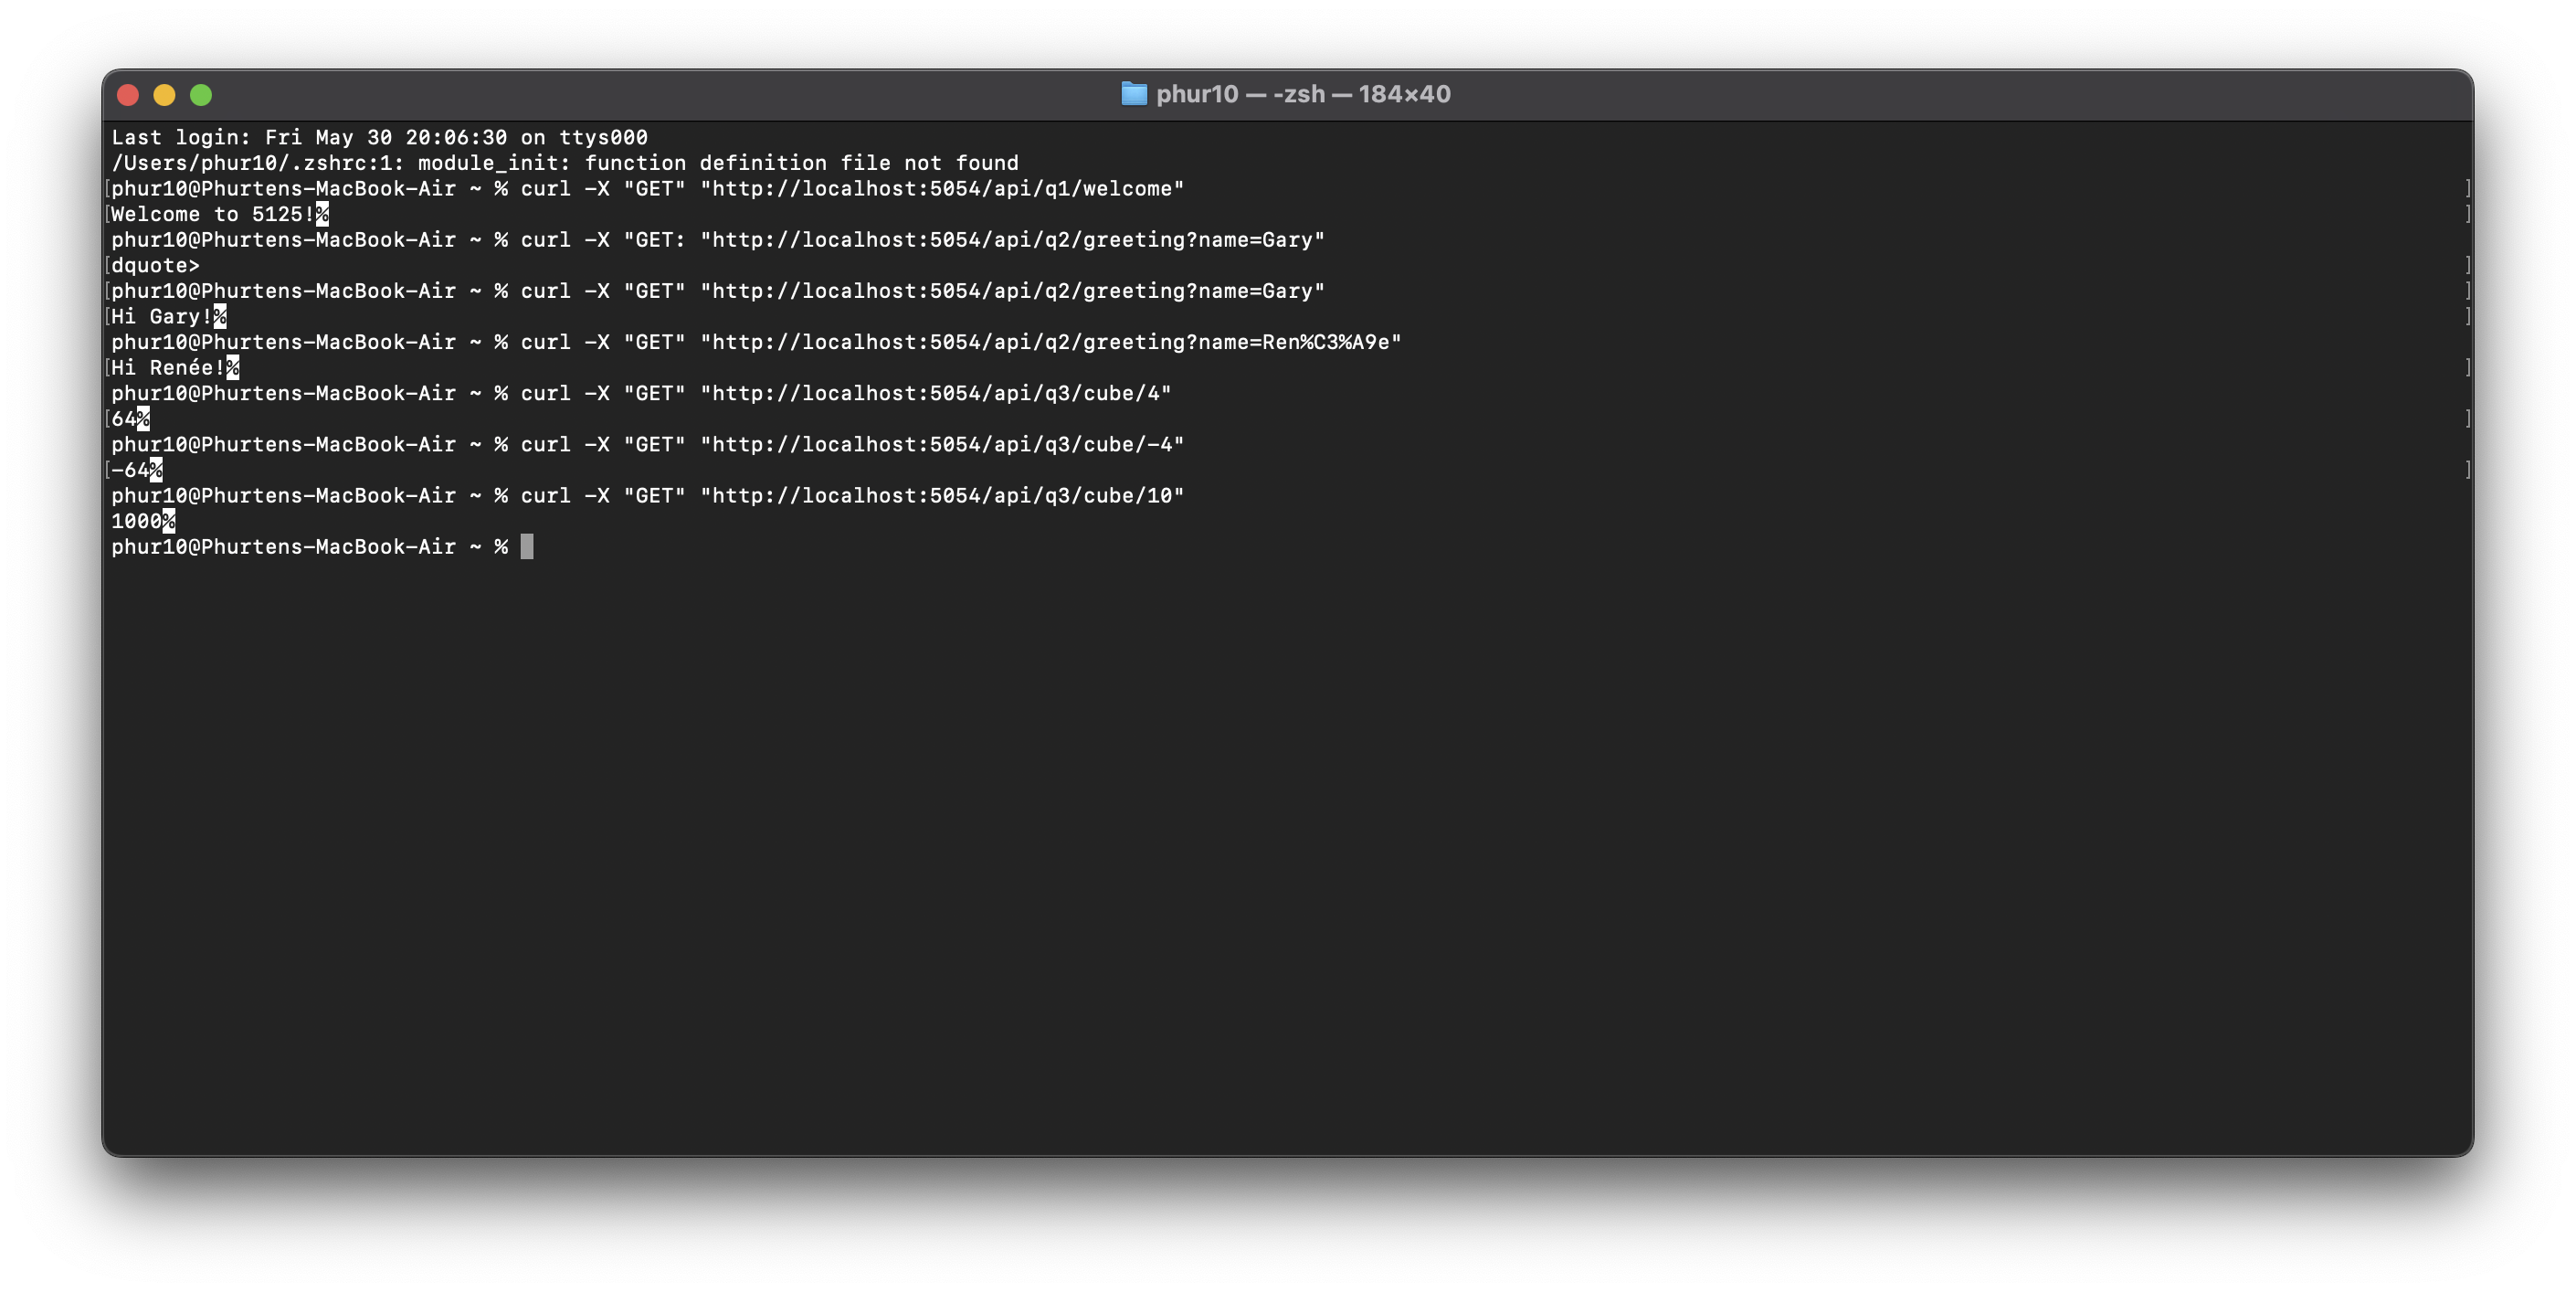 phur10 — -zsh — 184×40
Last login: Fri May 30 20:06:30 on ttys000
/Users/phur10/.zshrc:1: module_init: function definition file not found
[phur10@Phurtens-MacBook-Air ~ % curl -X "GET" "http://localhost:5054/api/q1/welcome" ]
[Welcome to 5125!% ]
phur10@Phurtens-MacBook-Air ~ % curl -X "GET: "http://localhost:5054/api/q2/greeting?name=Gary"
[dquote> ]
[phur10@Phurtens-MacBook-Air ~ % curl -X "GET" "http://localhost:5054/api/q2/greeting?name=Gary" ]
[Hi Gary!% ]
phur10@Phurtens-MacBook-Air ~ % curl -X "GET" "http://localhost:5054/api/q2/greeting?name=Ren%C3%A9e"
[Hi Renée!% ]
phur10@Phurtens-MacBook-Air ~ % curl -X "GET" "http://localhost:5054/api/q3/cube/4"
[64% ]
phur10@Phurtens-MacBook-Air ~ % curl -X "GET" "http://localhost:5054/api/q3/cube/-4"
[-64% ]
phur10@Phurtens-MacBook-Air ~ % curl -X "GET" "http://localhost:5054/api/q3/cube/10"
1000%
phur10@Phurtens-MacBook-Air ~ %